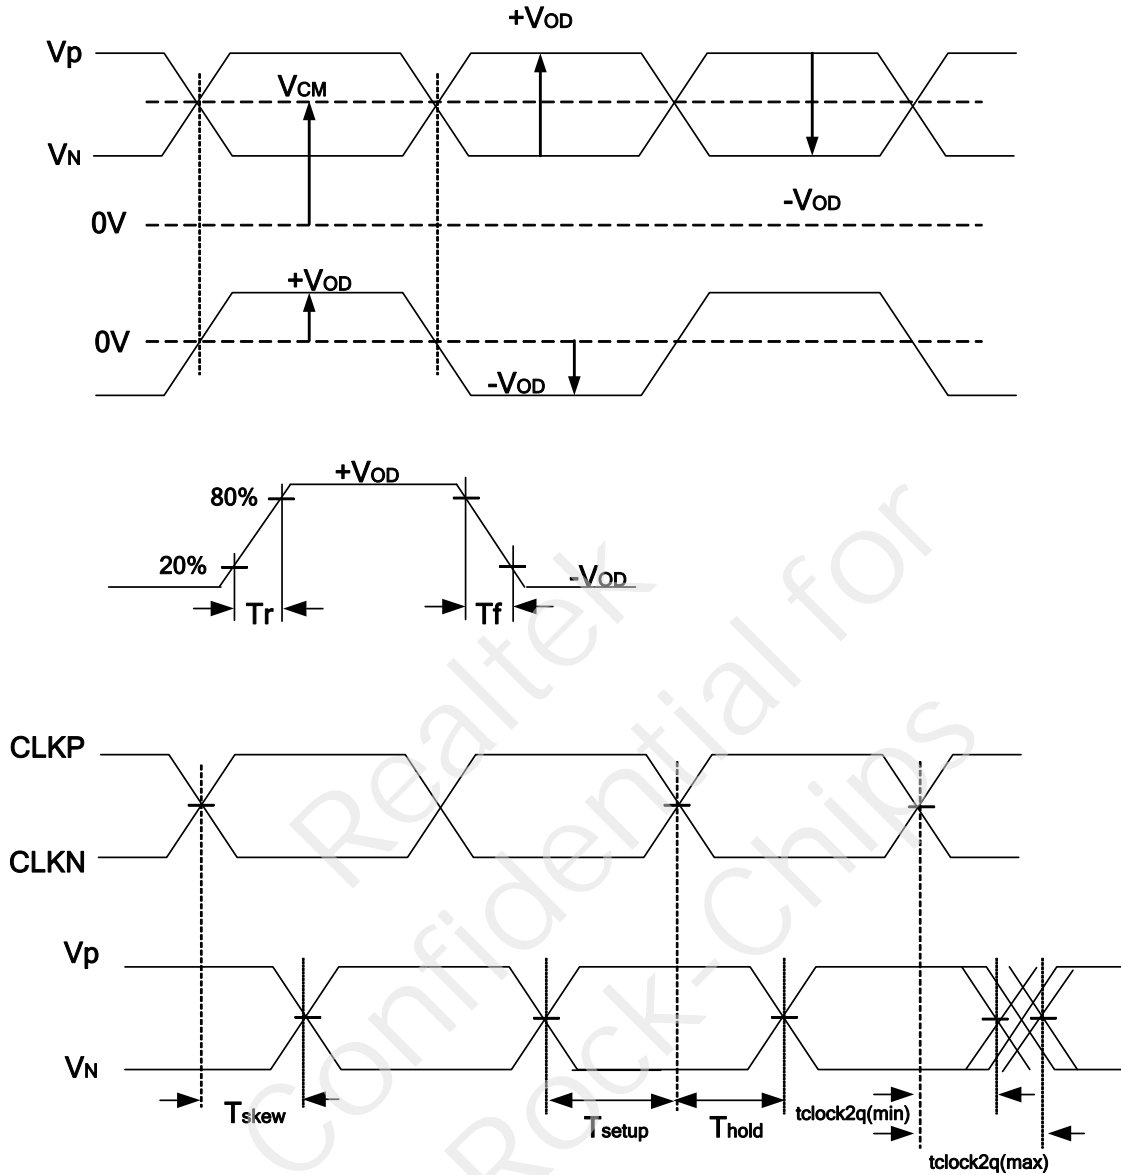 +VOD
Vp
VCM
VN
-VOD
0V
+VOD
0V
-VOD
+VOD
80%
20%
-VOD
Tr
Tf
CLKP
CLKN
Vp
VN
Tskew
Tsetup
Thold
tclock2q(min)
tclock2q(max)
Realtek
Confidential for
Rock-Chips